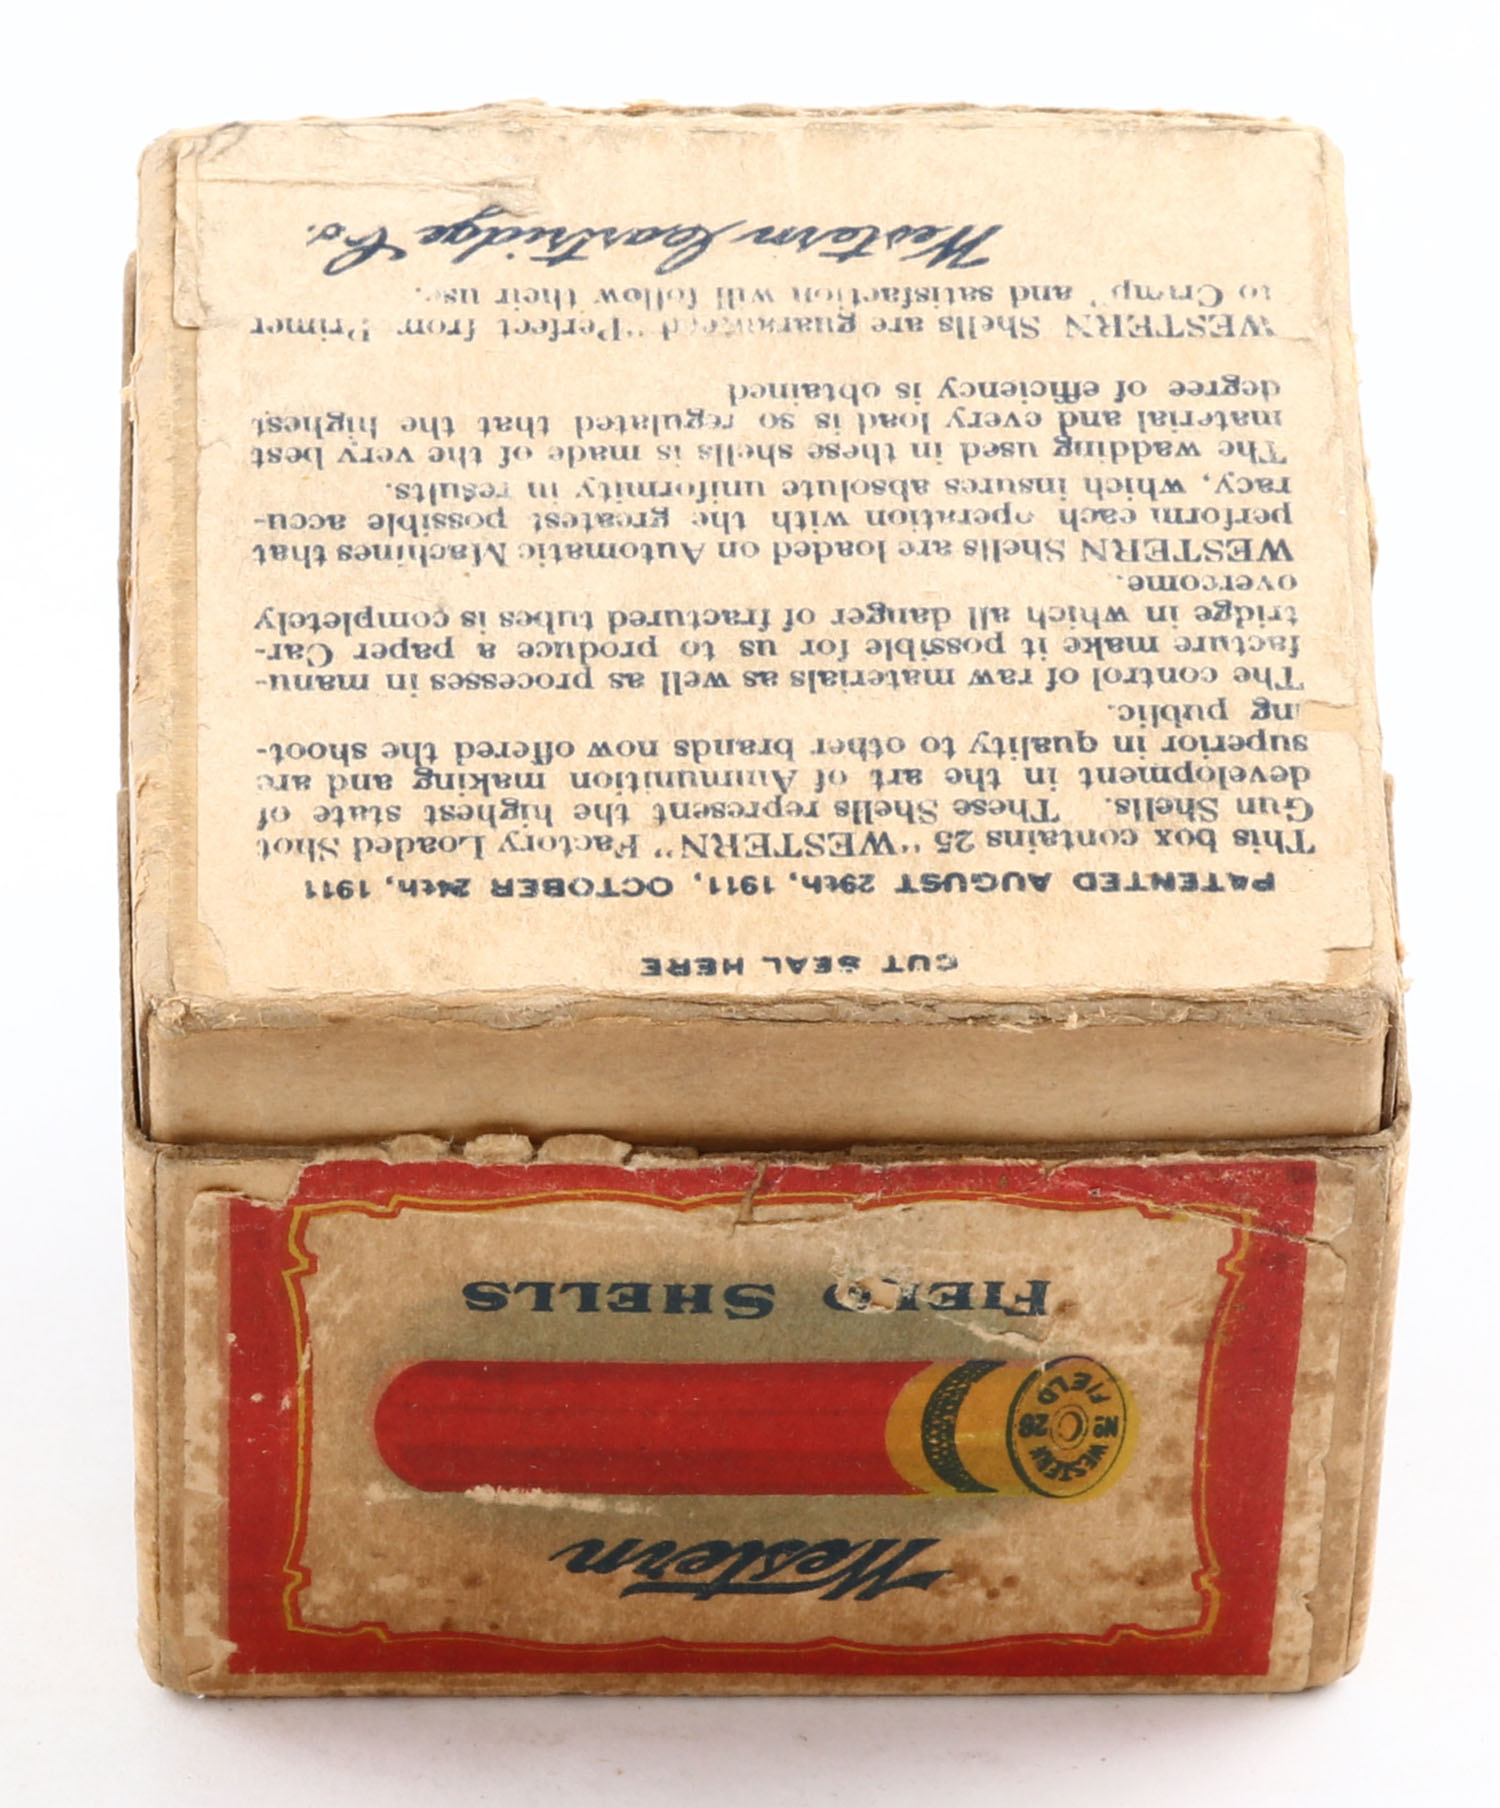 CUT SEAL HERE
PATENTED AUGUST 29th, 1911, OCTOBER 24th, 1911
This box contains 25 "WESTERN" Factory Loaded Shot
Gun Shells. These Shells represent the highest state of
development in the art of Ammunition making and are
superior in quality to other brands now offered the shoot-
ing public.
The control of raw materials as well as processes in manu-
facture make it possible for us to produce a paper Car-
tridge in which all danger of fractured tubes is completely
overcome.
WESTERN Shells are loaded on Automatic Machines that
perform each operation with the greatest possible accu-
racy, which insures absolute uniformity in results.
The wadding used in these shells is made of the very best
material and every load is so regulated that the highest
degree of efficiency is obtained
WESTERN Shells are guaranteed "Perfect from Primer
to Crimp" and satisfaction will follow their use.
Western Cartridge Co.
Western
WESTERN
No 28
FIELD
FIELD SHELLS